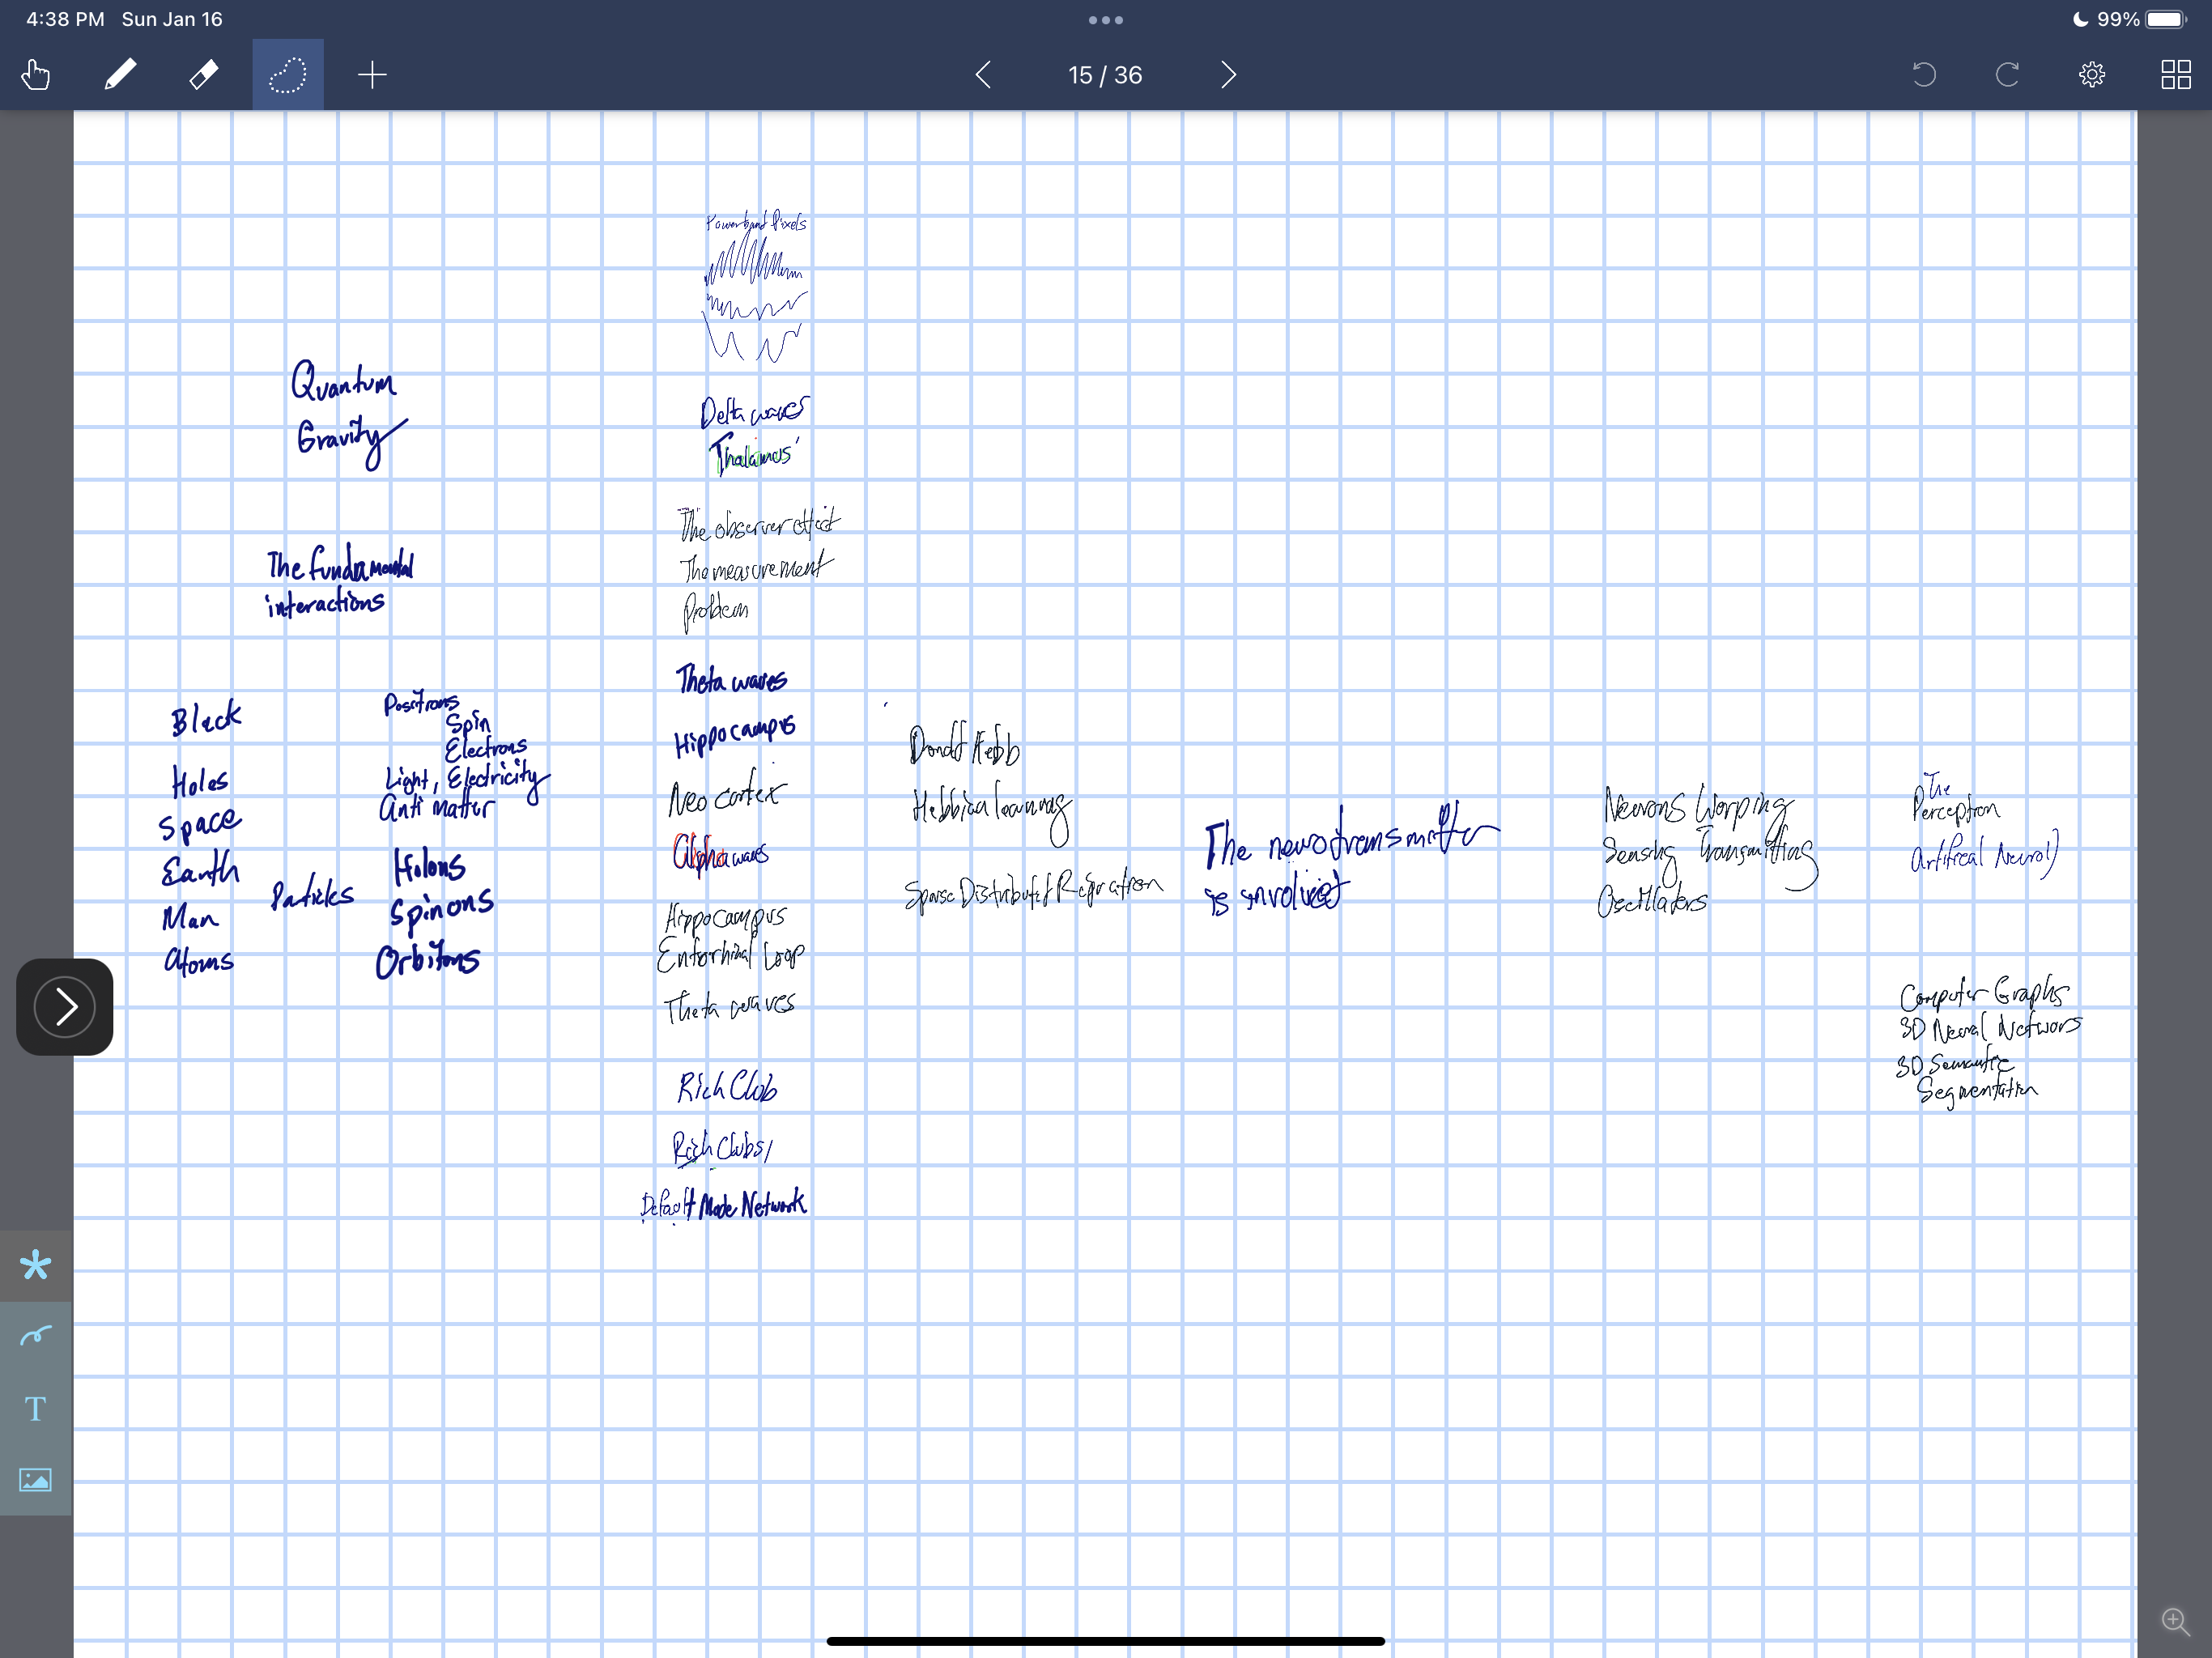 4:38 PM Sun Jan 16
99%
15 / 36
Powerband Pixels
Quantum
Gravity
The fundamental
interactions
Black
Holes
Space
Earth
Man
Atoms
Particles
Positrons
Spin
Electrons
Light, Electricity
Anti matter
Holons
Spinons
Orbitons
Delta waves
Thalamus
The observer effect
The measurement
Problem
Theta waves
Hippocampus
Neo cortex
Alpha waves
Hippocampus
Entorhinal Loop
Theta waves
Rich Club
Rich Clubs
Default Mode Network
Donald Hebb
Hebbian learning
Sparse Distributed
The neurotransmitter
is involved
Neurons Warping
Sensing Transmitting
Oscillators
The
Perception
Artificial Neural
Computer Graphs
3D Neural Networs
3D Semantic
Segmentation
T